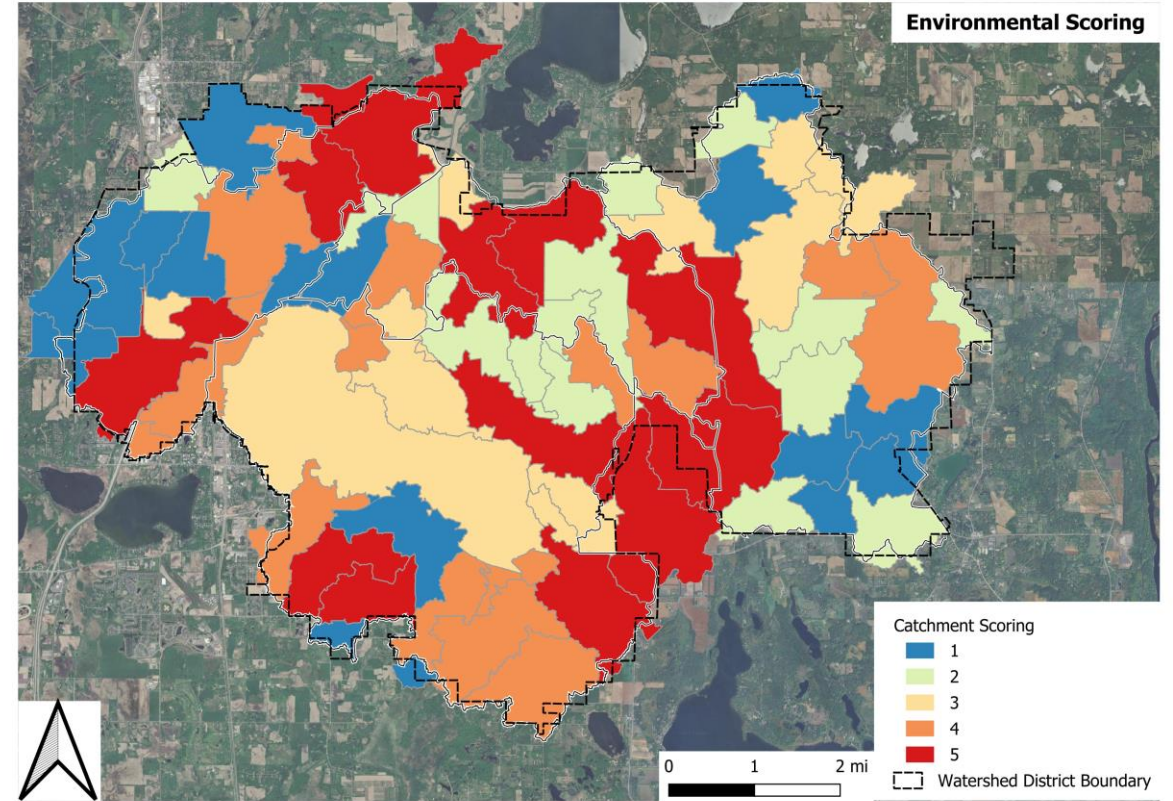 Environmental Scoring
Catchment Scoring
1
2
3
4
5
Watershed District Boundary
0 1 2 mi